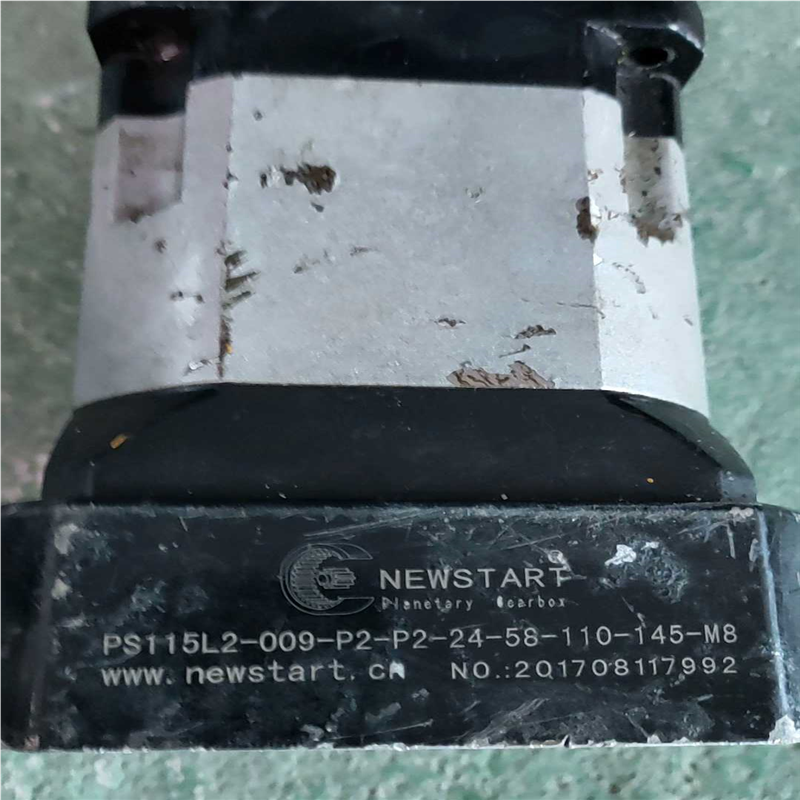 NEWSTART®
Planetary Gearbox
PS115L2-009-P2-P2-24-58-110-145-M8
www.newstart.cn NO.:201708117992